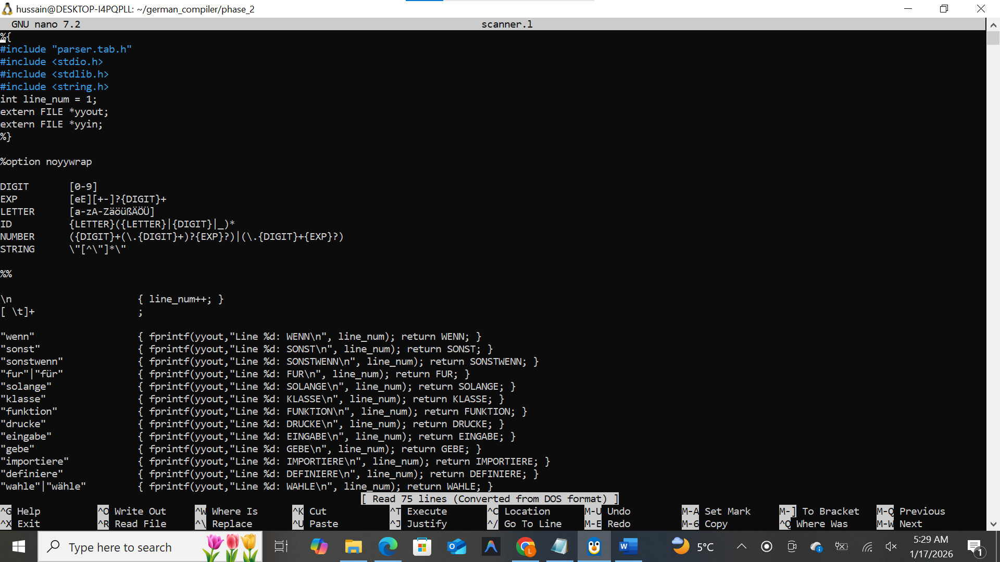 hussain@DESKTOP-I4PQPLL: ~/german_compiler/phase_2
GNU nano 7.2 scanner.l
%{
#include "parser.tab.h"
#include <stdio.h>
#include <stdlib.h>
#include <string.h>
int line_num = 1;
extern FILE *yyout;
extern FILE *yyin;
%}
%option noyywrap
DIGIT [0-9]
EXP [eE][+-]?{DIGIT}+
LETTER [a-zA-ZäöüßÄÖÜ]
ID {LETTER}({LETTER}|{DIGIT}|_)*
NUMBER ({DIGIT}+(\.{DIGIT}+)?{EXP}?)|(\.{DIGIT}+{EXP}?)
STRING \"[^\"]*\"
%%
\n { line_num++; }
[ \t]+ ;
"wenn" { fprintf(yyout,"Line %d: WENN\n", line_num); return WENN; }
"sonst" { fprintf(yyout,"Line %d: SONST\n", line_num); return SONST; }
"sonstwenn" { fprintf(yyout,"Line %d: SONSTWENN\n", line_num); return SONSTWENN; }
"fur"|"für" { fprintf(yyout,"Line %d: FUR\n", line_num); return FUR; }
"solange" { fprintf(yyout,"Line %d: SOLANGE\n", line_num); return SOLANGE; }
"klasse" { fprintf(yyout,"Line %d: KLASSE\n", line_num); return KLASSE; }
"funktion" { fprintf(yyout,"Line %d: FUNKTION\n", line_num); return FUNKTION; }
"drucke" { fprintf(yyout,"Line %d: DRUCKE\n", line_num); return DRUCKE; }
"eingabe" { fprintf(yyout,"Line %d: EINGABE\n", line_num); return EINGABE; }
"gebe" { fprintf(yyout,"Line %d: GEBE\n", line_num); return GEBE; }
"importiere" { fprintf(yyout,"Line %d: IMPORTIERE\n", line_num); return IMPORTIERE; }
"definiere" { fprintf(yyout,"Line %d: DEFINIERE\n", line_num); return DEFINIERE; }
"wahle"|"wähle" { fprintf(yyout,"Line %d: WAHLE\n", line_num); return WAHLE; }
[ Read 75 lines (Converted from DOS format) ]
^G Help ^O Write Out ^W Where Is ^K Cut ^T Execute ^C Location M-U Undo M-A Set Mark M-] To Bracket M-Q Previous
^X Exit ^R Read File ^\ Replace ^U Paste ^J Justify ^/ Go To Line M-E Redo M-6 Copy ^Q Where Was M-W Next
Type here to search 5°C 5:29 AM
1/17/2026
1